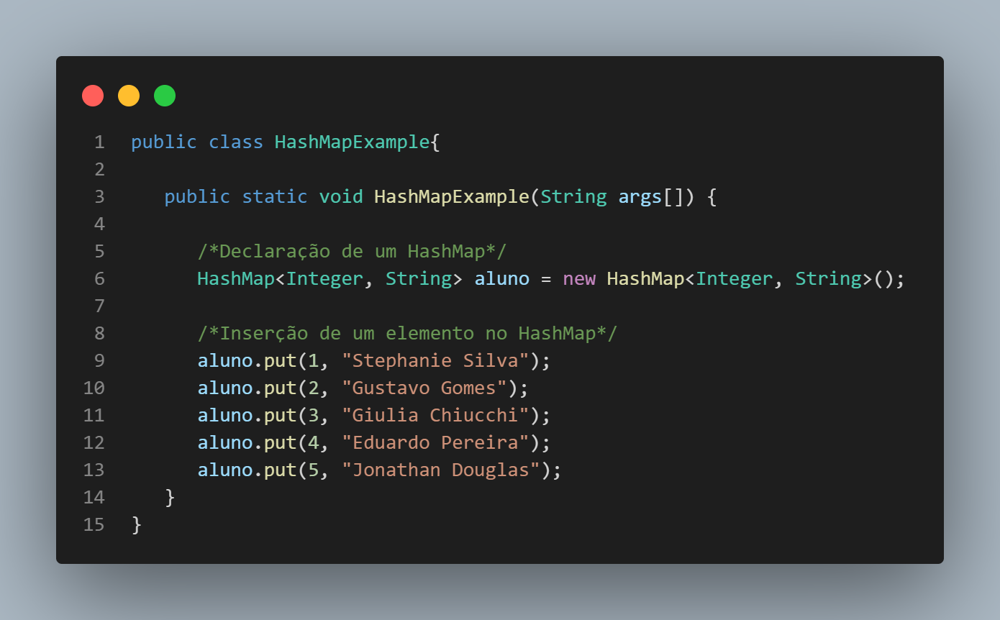 1 public class HashMapExample{
2
3 public static void HashMapExample(String args[]) {
4
5 /*Declaração de um HashMap*/
6 HashMap<Integer, String> aluno = new HashMap<Integer, String>();
7
8 /*Inserção de um elemento no HashMap*/
9 aluno.put(1, "Stephanie Silva");
10 aluno.put(2, "Gustavo Gomes");
11 aluno.put(3, "Giulia Chiucchi");
12 aluno.put(4, "Eduardo Pereira");
13 aluno.put(5, "Jonathan Douglas");
14 }
15 }